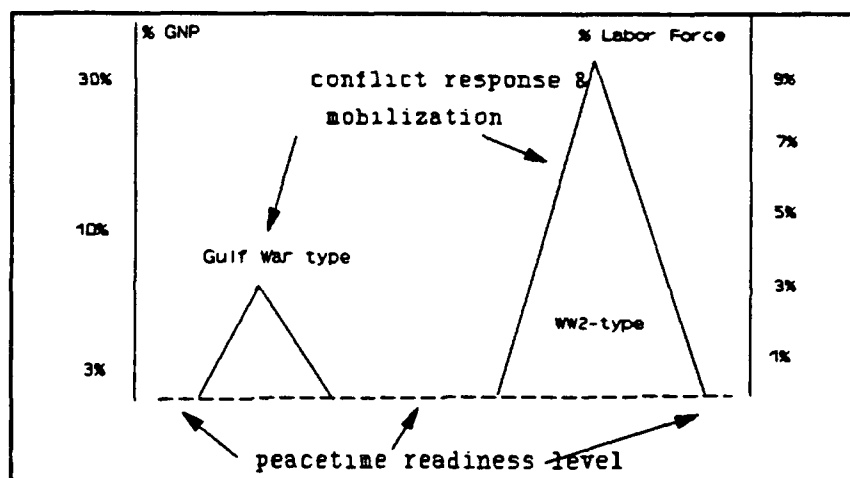 % GNP
% Labor Force
30%
conflict response &
9%
mobilization
7%
10%
5%
Gulf War type
3%
WW2-type
3%
1%
peacetime readiness level